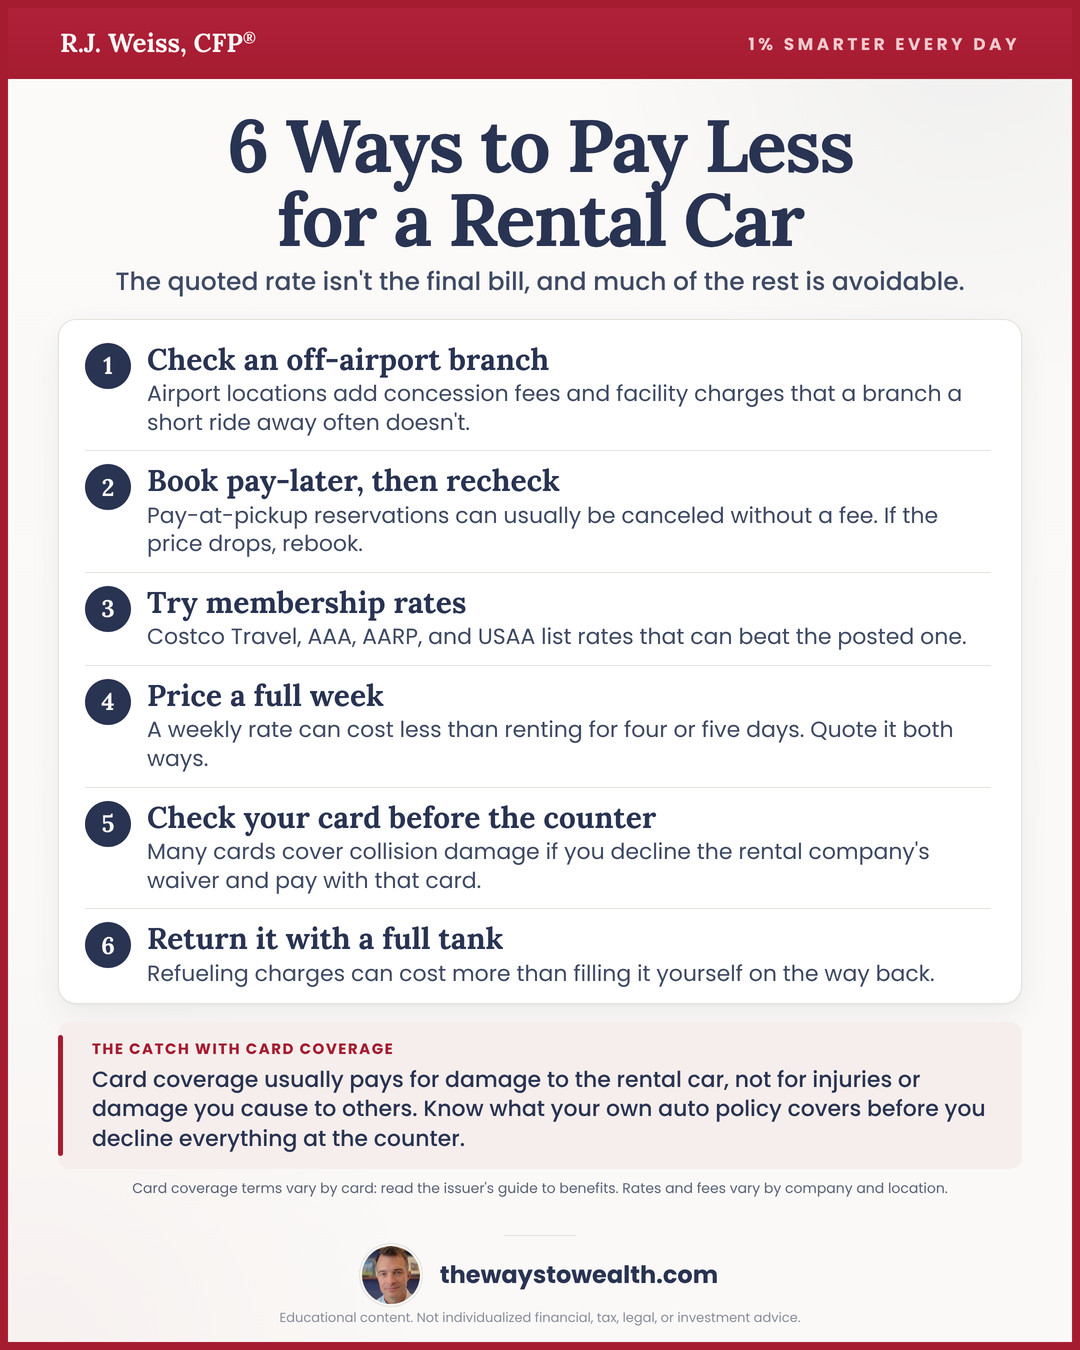 R.J. Weiss, CFP®
1% SMARTER EVERY DAY
6 Ways to Pay Less
for a Rental Car
The quoted rate isn't the final bill, and much of the rest is avoidable.
1
Check an off-airport branch
Airport locations add concession fees and facility charges that a branch a
short ride away often doesn't.
2
Book pay-later, then recheck
Pay-at-pickup reservations can usually be canceled without a fee. If the
price drops, rebook.
3
Try membership rates
Costco Travel, AAA, AARP, and USAA list rates that can beat the posted one.
4
Price a full week
A weekly rate can cost less than renting for four or five days. Quote it both
ways.
5
Check your card before the counter
Many cards cover collision damage if you decline the rental company's
waiver and pay with that card.
6
Return it with a full tank
Refueling charges can cost more than filling it yourself on the way back.
THE CATCH WITH CARD COVERAGE
Card coverage usually pays for damage to the rental car, not for injuries or
damage you cause to others. Know what your own auto policy covers before you
decline everything at the counter.
Card coverage terms vary by card: read the issuer's guide to benefits. Rates and fees vary by company and location.
thewaystowealth.com
Educational content. Not individualized financial, tax, legal, or investment advice.